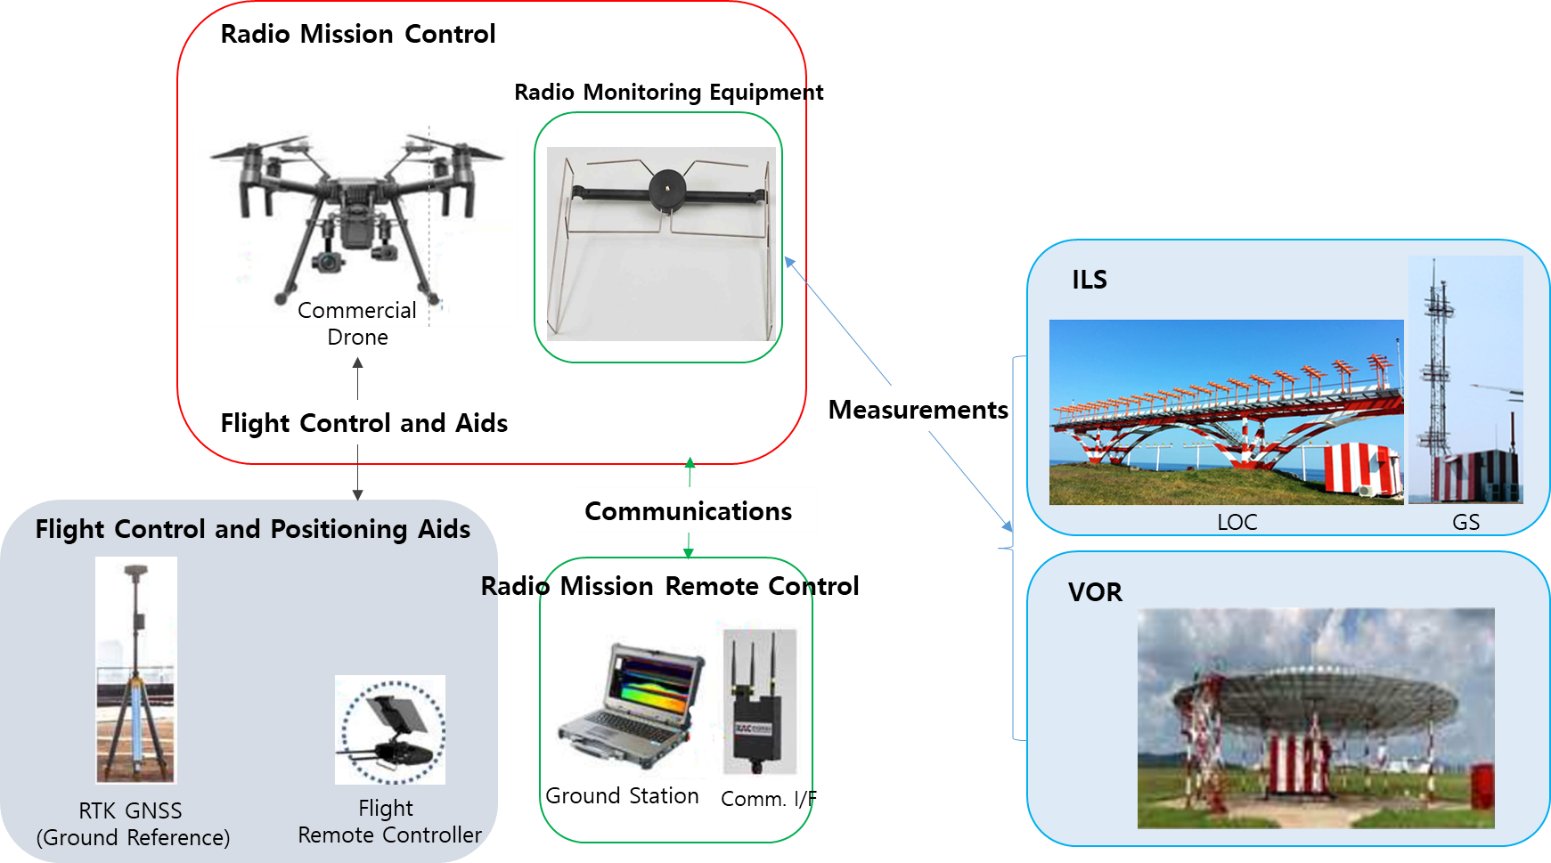 Radio Mission Control
Radio Monitoring Equipment
Commercial
Drone
Flight Control and Aids
Measurements
Communications
Flight Control and Positioning Aids
RTK GNSS
(Ground Reference)
Flight
Remote Controller
Radio Mission Remote Control
Ground Station
Comm. I/F
ILS
LOC
GS
VOR